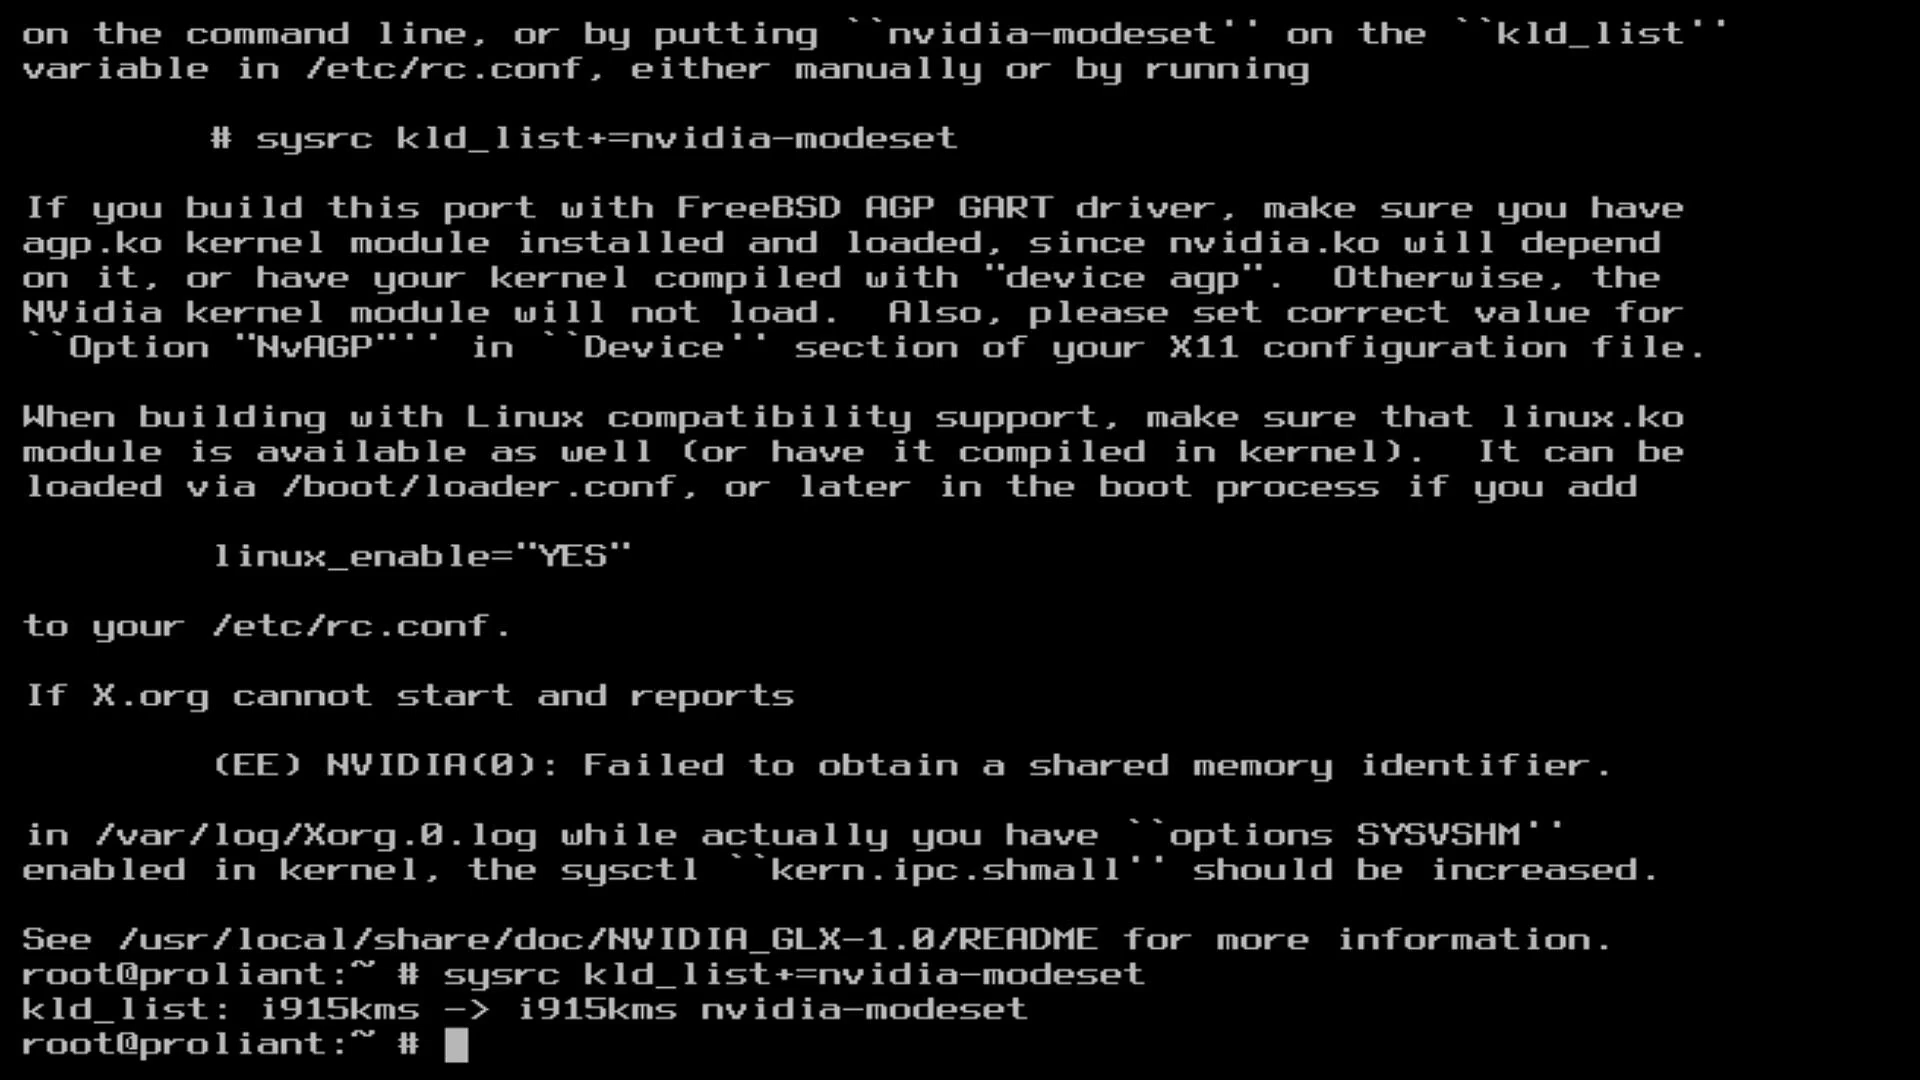 on the command line, or by putting ``nvidia-modeset'' on the ``kld_list''
variable in /etc/rc.conf, either manually or by running
# sysrc kld_list+=nvidia-modeset
If you build this port with FreeBSD AGP GART driver, make sure you have
agp.ko kernel module installed and loaded, since nvidia.ko will depend
on it, or have your kernel compiled with "device agp".  Otherwise, the
NVidia kernel module will not load.  Also, please set correct value for
``Option "NvAGP"'' in ``Device'' section of your X11 configuration file.
When building with Linux compatibility support, make sure that linux.ko
module is available as well (or have it compiled in kernel).  It can be
loaded via /boot/loader.conf, or later in the boot process if you add
linux_enable="YES"
to your /etc/rc.conf.
If X.org cannot start and reports
(EE) NVIDIA(0): Failed to obtain a shared memory identifier.
in /var/log/Xorg.0.log while actually you have ``options SYSVSHM''
enabled in kernel, the sysctl ``kern.ipc.shmall'' should be increased.
See /usr/local/share/doc/NVIDIA_GLX-1.0/README for more information.
root@proliant:~ # sysrc kld_list+=nvidia-modeset
kld_list: i915kms -> i915kms nvidia-modeset
root@proliant:~ #